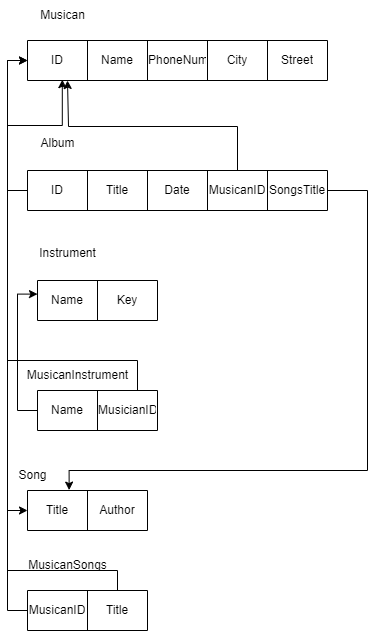 Musican
ID Name PhoneNum City Street
Album
ID Title Date MusicanID SongsTitle
Instrument
Name Key
MusicanInstrument
Name MusicianID
Song
Title Author
MusicanSongs
MusicanID Title